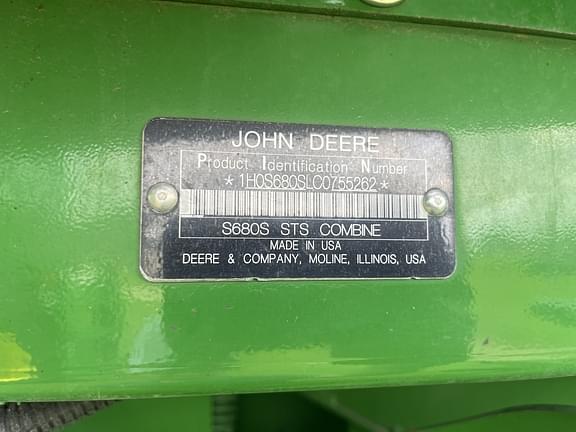 JOHN DEERE
Product Identification Number
*1H0S680SLC0755262*
S680S STS COMBINE
MADE IN USA
DEERE & COMPANY, MOLINE, ILLINOIS, USA